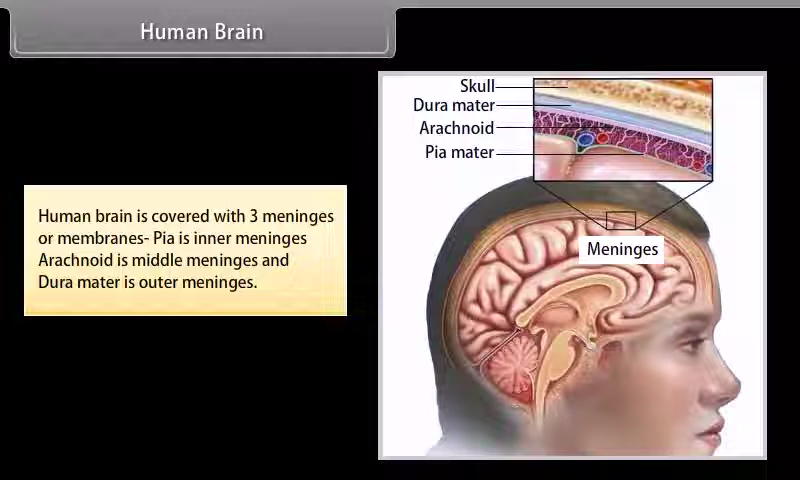 Human Brain
Skull
Dura mater
Arachnoid
Pia mater
Human brain is covered with 3 meninges
or membranes- Pia is inner meninges
Arachnoid is middle meninges and
Dura mater is outer meninges.
Meninges